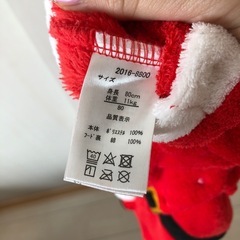 2016-8800
サイズ
身長 80cm
体重 11kg
80
品質表示
本体 ポリエステル 100%
フード裏 綿 100%
40